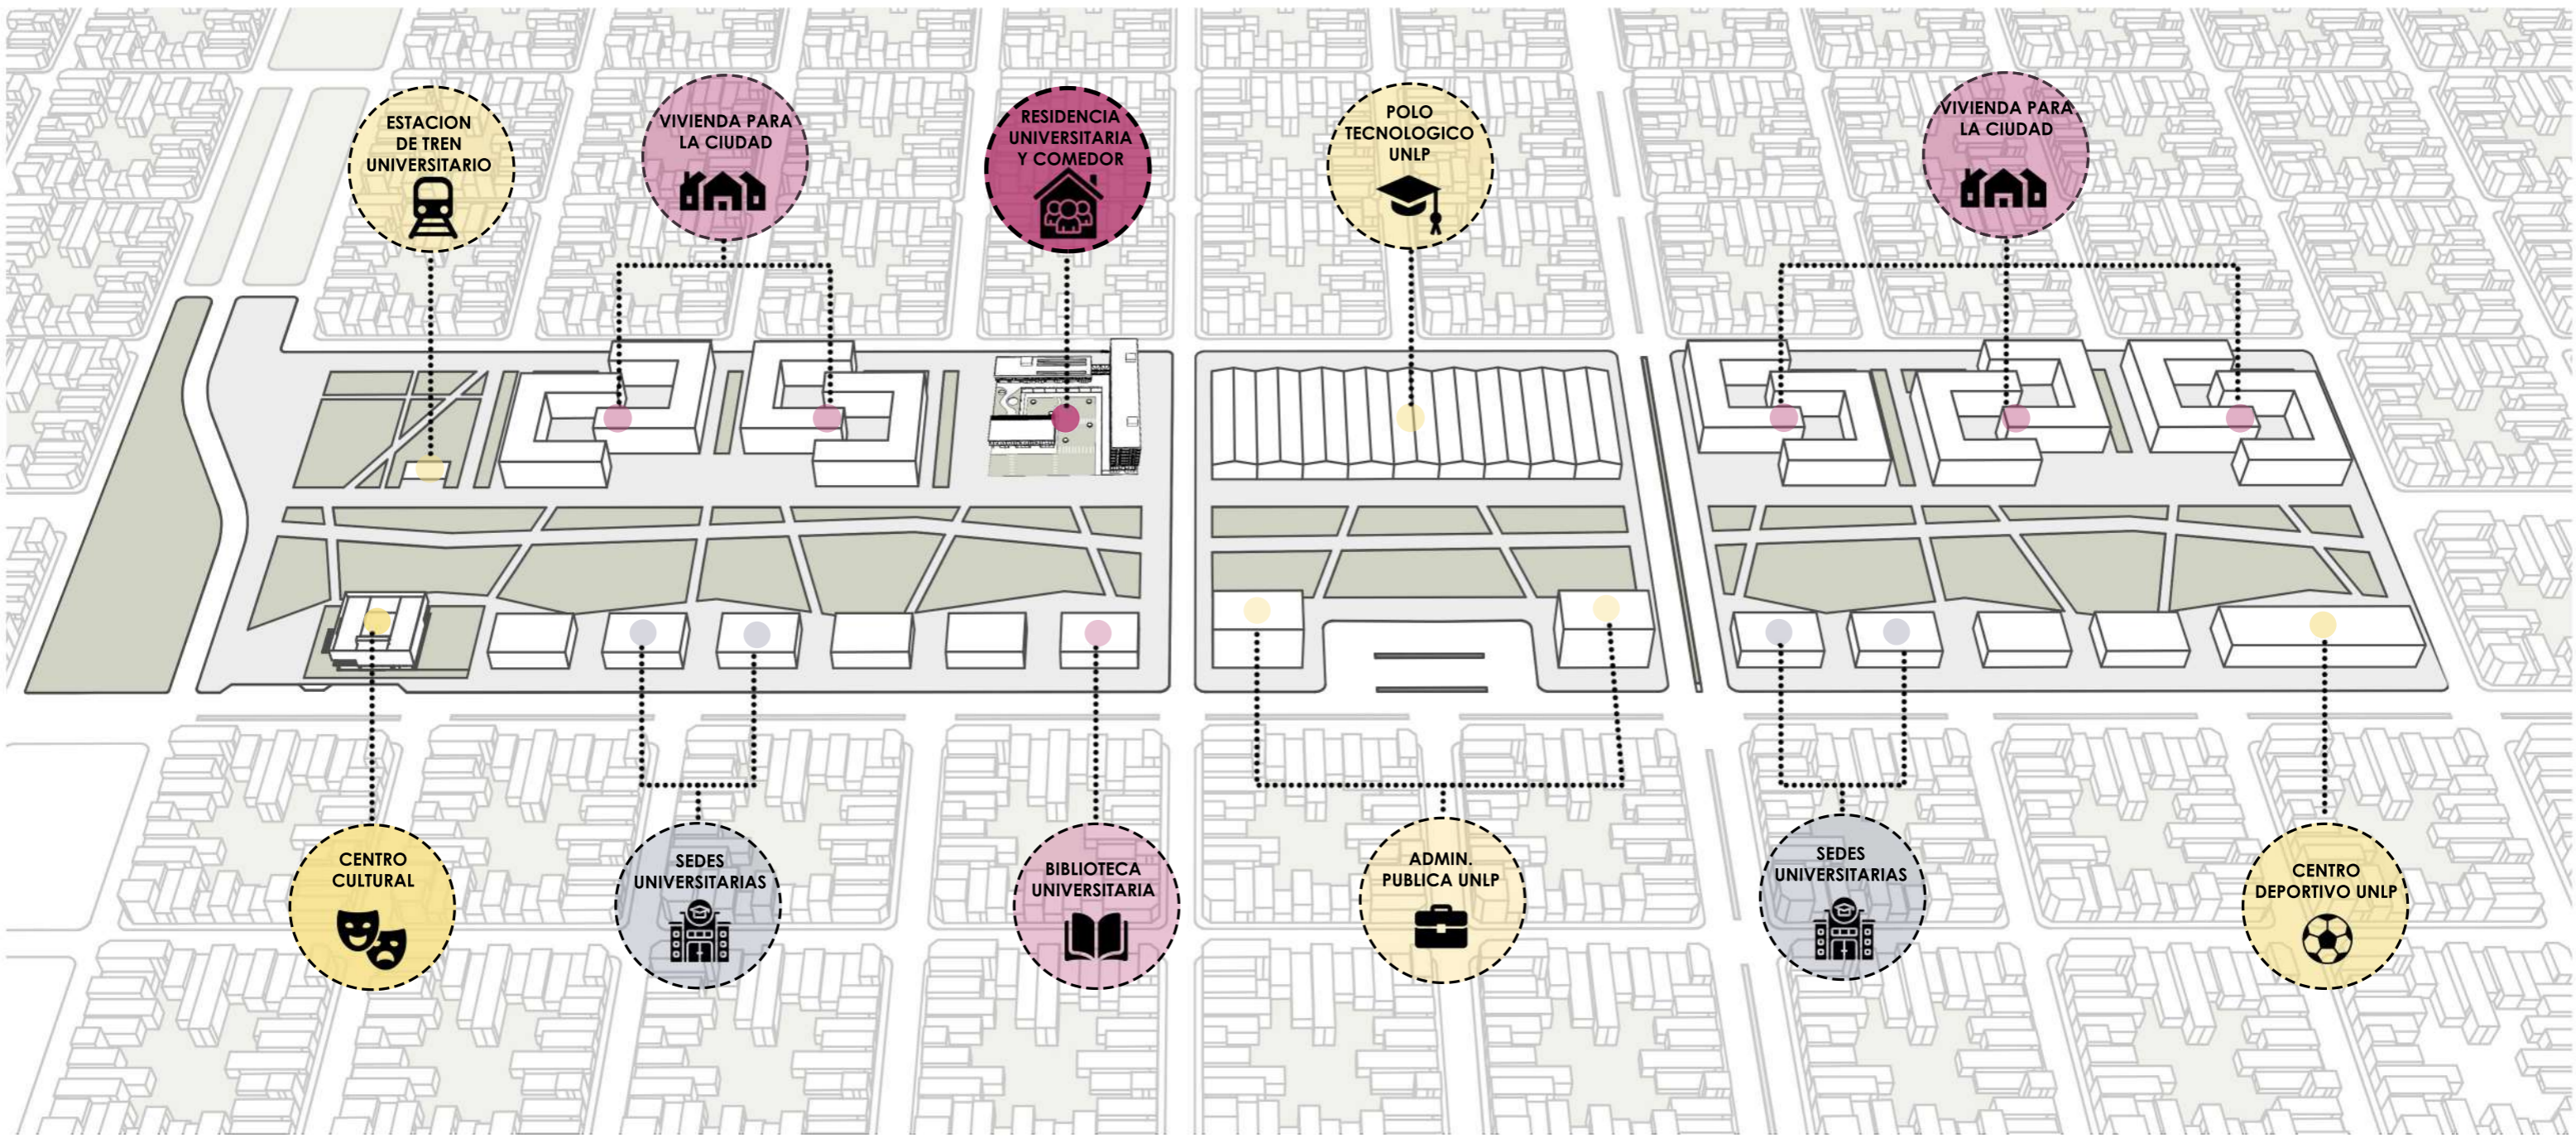 ESTACION
DE TREN
UNIVERSITARIO
VIVIENDA PARA
LA CIUDAD
RESIDENCIA
UNIVERSITARIA
Y COMEDOR
POLO
TECNOLOGICO
UNLP
VIVIENDA PARA
LA CIUDAD
CENTRO
CULTURAL
SEDES
UNIVERSITARIAS
BIBLIOTECA
UNIVERSITARIA
ADMIN.
PUBLICA UNLP
SEDES
UNIVERSITARIAS
CENTRO
DEPORTIVO UNLP